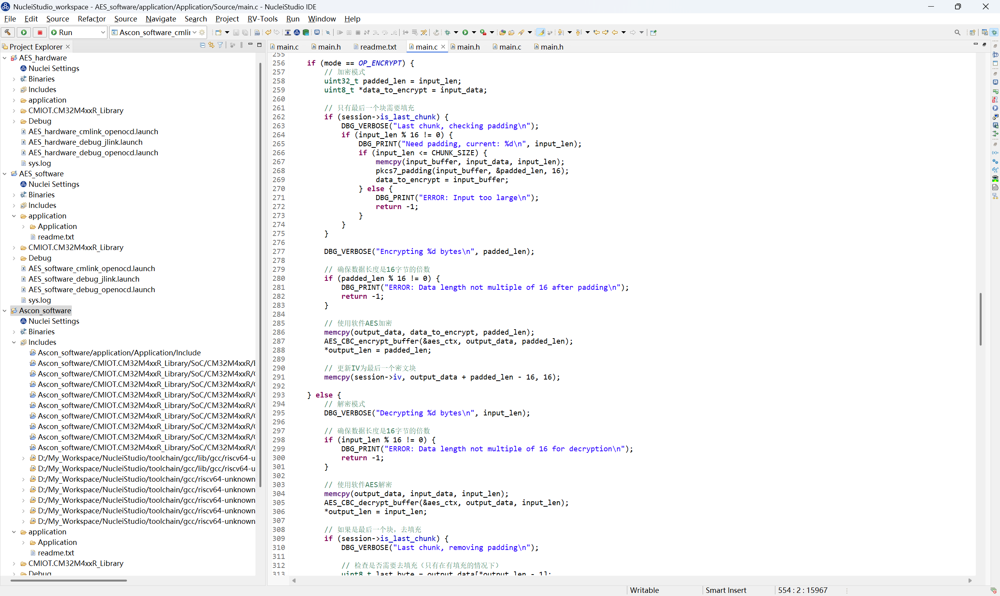 NucleiStudio_workspace - AES_software/application/Application/Source/main.c - NucleiStudio IDE
File Edit Source Refactor Source Navigate Search Project RV-Tools Run Window Help
Run Ascon_software_cmlin
Project Explorer
AES_hardware
Nuclei Settings
Binaries
Includes
application
CMIOT.CM32M4xxR_Library
Debug
AES_hardware_cmlink_openocd.launch
AES_hardware_debug_jlink.launch
AES_hardware_debug_openocd.launch
sys.log
AES_software
Nuclei Settings
Binaries
Includes
application
Application
readme.txt
CMIOT.CM32M4xxR_Library
Debug
AES_software_cmlink_openocd.launch
AES_software_debug_jlink.launch
AES_software_debug_openocd.launch
sys.log
Ascon_software
Nuclei Settings
Binaries
Includes
Ascon_software/application/Application/Include
Ascon_software/CMIOT.CM32M4xxR_Library/SoC/CM32M4xxR/
Ascon_software/CMIOT.CM32M4xxR_Library/SoC/CM32M4xxR/
Ascon_software/CMIOT.CM32M4xxR_Library/SoC/CM32M4xxR/
Ascon_software/CMIOT.CM32M4xxR_Library/SoC/CM32M4xxR/
Ascon_software/CMIOT.CM32M4xxR_Library/SoC/CM32M4xxR/
Ascon_software/CMIOT.CM32M4xxR_Library/SoC/CM32M4xxR/
Ascon_software/CMIOT.CM32M4xxR_Library/SoC/CM32M4xxR/
Ascon_software/CMIOT.CM32M4xxR_Library/SoC/CM32M4xxR/
Ascon_software/CMIOT.CM32M4xxR_Library/SoC/CM32M4xxR/
D:/My_Workspace/NucleiStudio/toolchain/gcc/lib/gcc/riscv64-u
D:/My_Workspace/NucleiStudio/toolchain/gcc/lib/gcc/riscv64-u
D:/My_Workspace/NucleiStudio/toolchain/gcc/riscv64-unknown
D:/My_Workspace/NucleiStudio/toolchain/gcc/riscv64-unknown
D:/My_Workspace/NucleiStudio/toolchain/gcc/riscv64-unknown
D:/My_Workspace/NucleiStudio/toolchain/gcc/riscv64-unknown
D:/My_Workspace/NucleiStudio/toolchain/gcc/riscv64-unknown
application
Application
readme.txt
CMIOT.CM32M4xxR_Library
Debug
main.c main.h readme.txt main.c main.h main.c main.h
255
256 if (mode == OP_ENCRYPT) {
257 // 加密模式
258 uint32_t padded_len = input_len;
259 uint8_t *data_to_encrypt = input_data;
260
261 // 只有最后一个块需要填充
262 if (session->is_last_chunk) {
263 DBG_VERBOSE("Last chunk, checking padding\n");
264 if (input_len % 16 != 0) {
265 DBG_PRINT("Need padding, current: %d\n", input_len);
266 if (input_len <= CHUNK_SIZE) {
267 memcpy(input_buffer, input_data, input_len);
268 pkcs7_padding(input_buffer, &padded_len, 16);
269 data_to_encrypt = input_buffer;
270 } else {
271 DBG_PRINT("ERROR: Input too large\n");
272 return -1;
273 }
274 }
275 }
276
277 DBG_VERBOSE("Encrypting %d bytes\n", padded_len);
278
279 // 确保数据长度是16字节的倍数
280 if (padded_len % 16 != 0) {
281 DBG_PRINT("ERROR: Data length not multiple of 16 after padding\n");
282 return -1;
283 }
284
285 // 使用软件AES加密
286 memcpy(output_data, data_to_encrypt, padded_len);
287 AES_CBC_encrypt_buffer(&aes_ctx, output_data, padded_len);
288 *output_len = padded_len;
289
290 // 更新IV为最后一个密文块
291 memcpy(session->iv, output_data + padded_len - 16, 16);
292
293 } else {
294 // 解密模式
295 DBG_VERBOSE("Decrypting %d bytes\n", input_len);
296
297 // 确保数据长度是16字节的倍数
298 if (input_len % 16 != 0) {
299 DBG_PRINT("ERROR: Data length not multiple of 16 for decryption\n");
300 return -1;
301 }
302
303 // 使用软件AES解密
304 memcpy(output_data, input_data, input_len);
305 AES_CBC_decrypt_buffer(&aes_ctx, output_data, input_len);
306 *output_len = input_len;
307
308 // 如果是最后一个块，去填充
309 if (session->is_last_chunk) {
310 DBG_VERBOSE("Last chunk, removing padding\n");
311
312 // 检查是否需要去填充（只有在有填充的情况下）
313 uint8_t last_byte = output_data[*output_len - 1];
Writable Smart Insert 554 : 2 : 15967